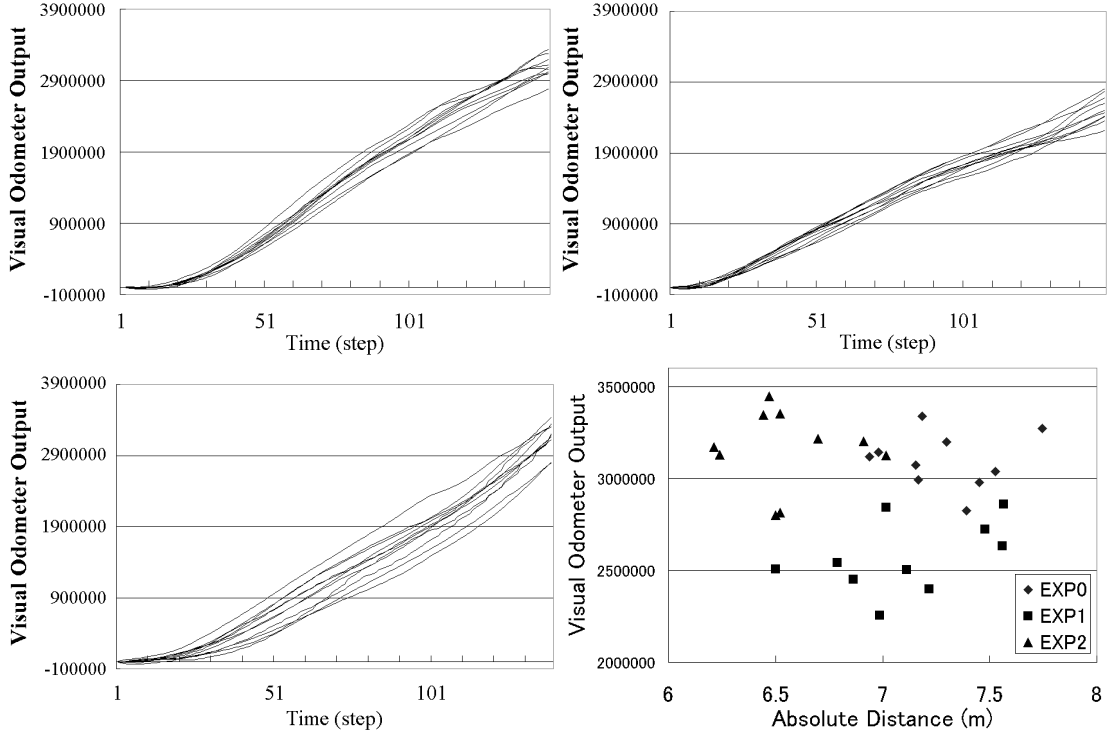 3900000
2900000
1900000
900000
-100000
Visual Odometer Output
1 51 101
Time (step)
3900000
2900000
1900000
900000
-100000
Visual Odometer Output
1 51 101
Time (step)
3900000
2900000
1900000
900000
-100000
Visual Odometer Output
1 51 101
Time (step)
3500000
3000000
2500000
2000000
Visual Odometer Output
EXP0
EXP1
EXP2
6 6.5 7 7.5 8
Absolute Distance (m)